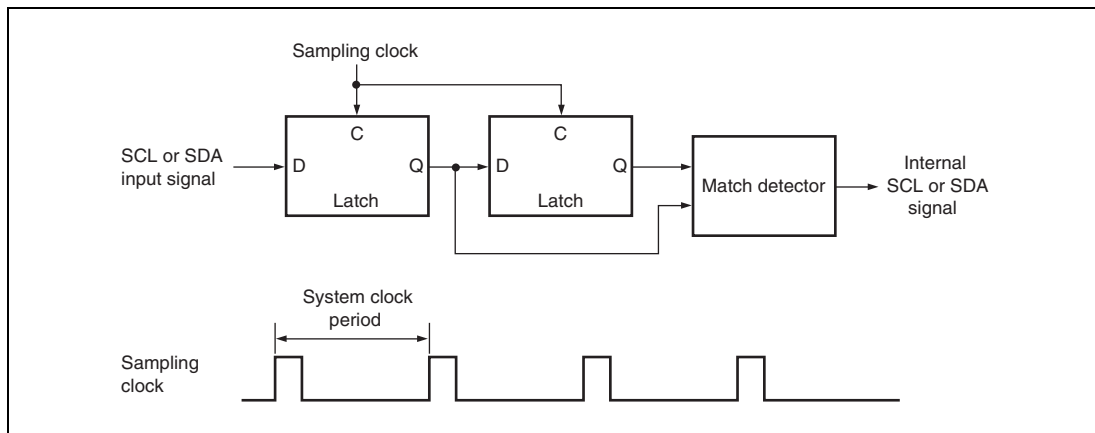 Sampling clock
C
C
SCL or SDA
input signal
D
Q
D
Q
Latch
Latch
Match detector
Internal
SCL or SDA
signal
System clock
period
Sampling
clock